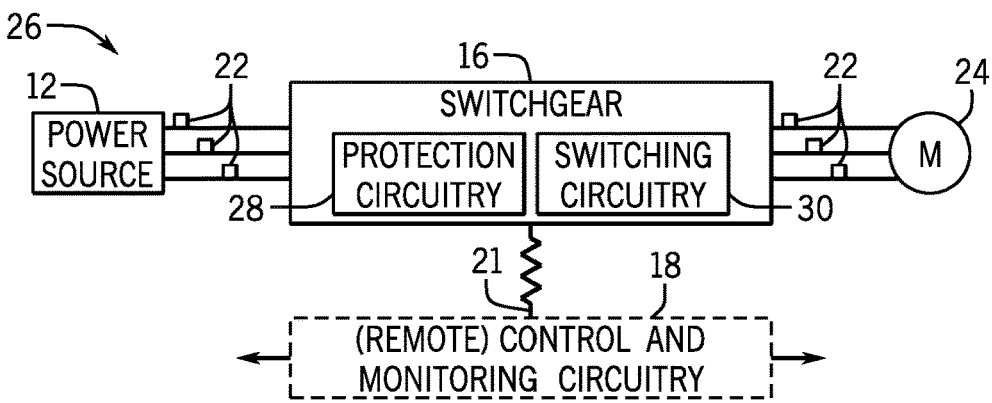 26
12
22
16
22
24
POWER
SOURCE
SWITCHGEAR
PROTECTION
CIRCUITRY
SWITCHING
CIRCUITRY
M
28
30
21
18
(REMOTE) CONTROL AND
MONITORING CIRCUITRY